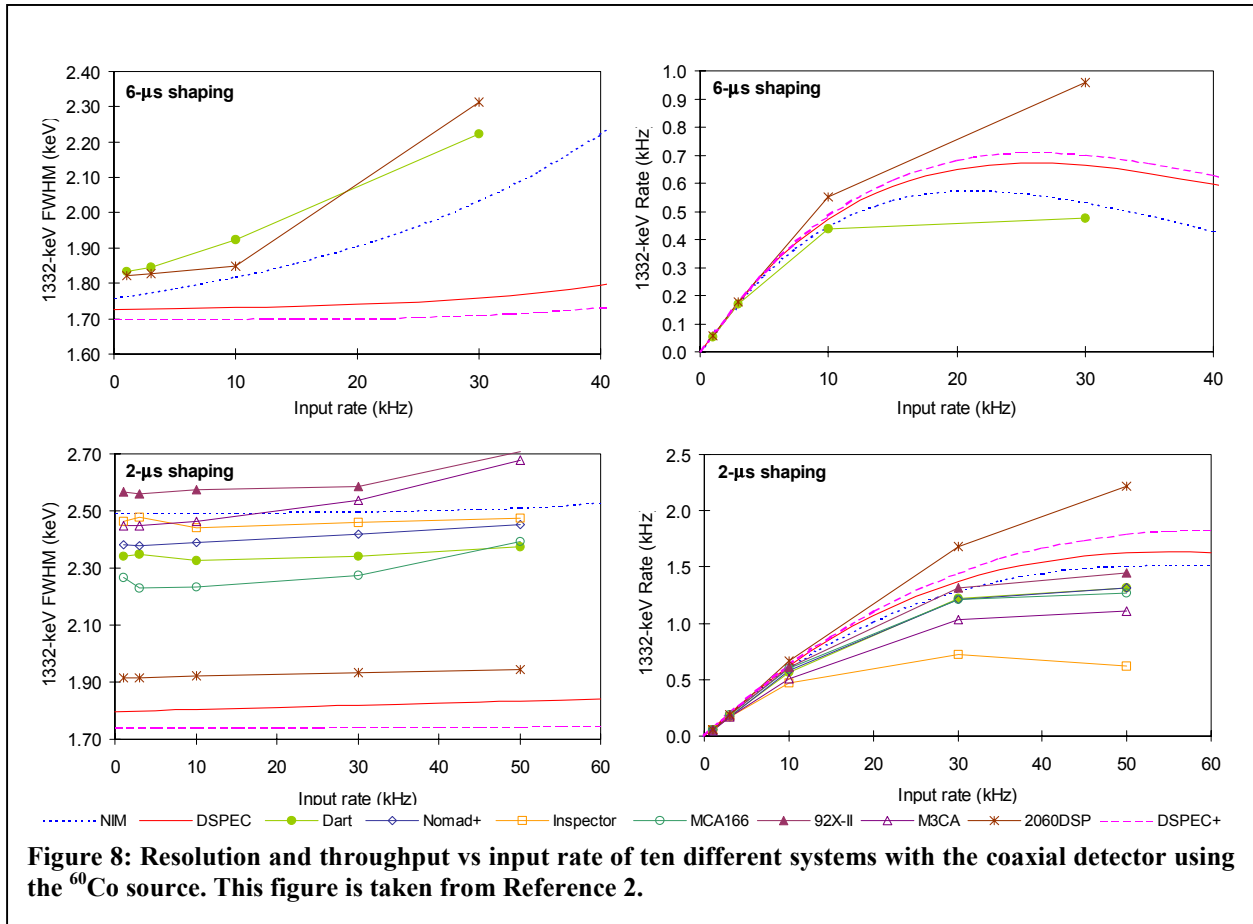 6-μs shaping
2.40
2.30
2.20
2.10
2.00
1.90
1.80
1.70
1.60
1332-keV FWHM (keV)
0 10 20 30 40
Input rate (kHz)
6-μs shaping
1.0
0.9
0.8
0.7
0.6
0.5
0.4
0.3
0.2
0.1
0.0
1332-keV Rate (kHz)
0 10 20 30 40
Input rate (kHz)
2-μs shaping
2.70
2.50
2.30
2.10
1.90
1.70
1332-keV FWHM (keV)
0 10 20 30 40 50 60
Input rate (kHz)
2-μs shaping
2.5
2.0
1.5
1.0
0.5
0.0
1332-keV Rate (kHz)
0 10 20 30 40 50 60
Input rate (kHz)
NIM DSPEC Dart Nomad+ Inspector MCA166 92X-II M3CA 2060DSP DSPEC+
Figure 8: Resolution and throughput vs input rate of ten different systems with the coaxial detector using
the ⁶⁰Co source. This figure is taken from Reference 2.